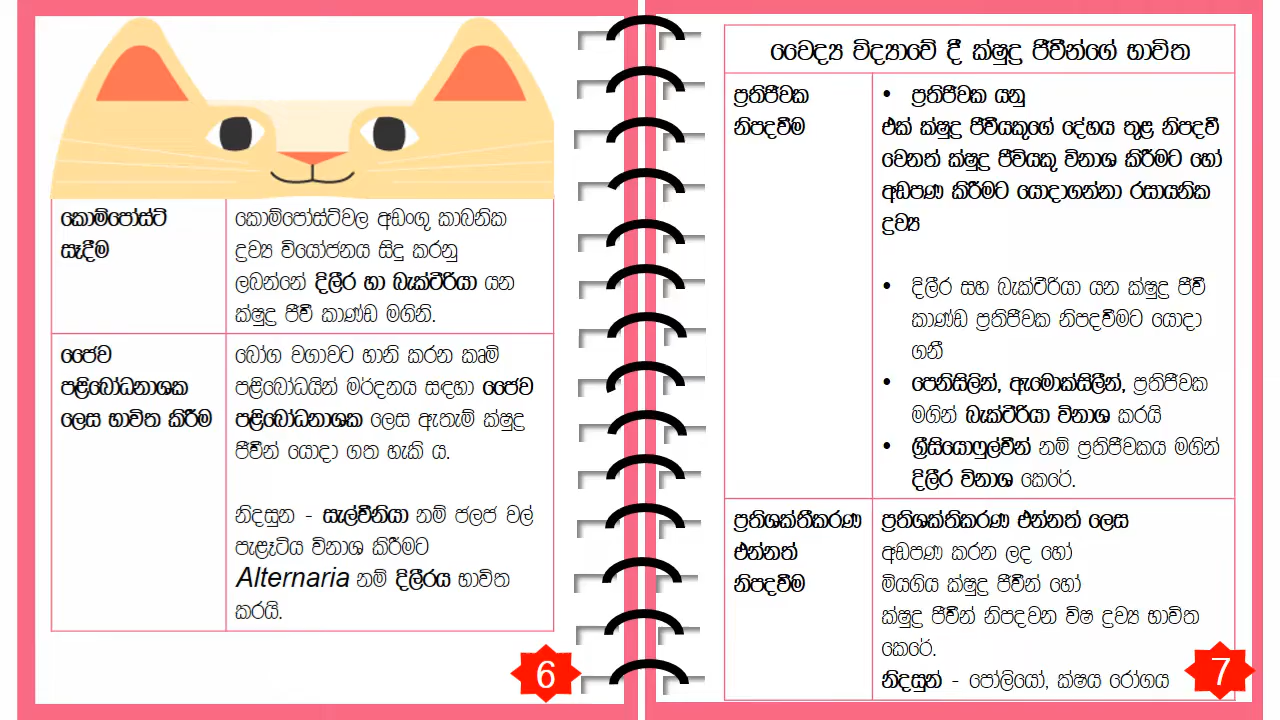 කොම්පෝස්ට්
සෑදීම
කොම්පෝස්ට්වල අඩංගු කාබනික
ද්‍රව්‍ය වියෝජනය සිදු කරනු
ලබන්නේ දිලීර හා බැක්ටීරියා යන
ක්ෂුද්‍ර ජීවී කාණ්ඩ මගිනි.
ජෛව
පළිබෝධනාශක
ලෙස භාවිත කිරීම
බෝග වගාවට හානි කරන කෘමි
පළිබෝධයින් මර්දනය සඳහා ජෛව
පළිබෝධනාශක ලෙස ඇතැම් ක්ෂුද්‍ර
ජීවීන් යොදා ගත හැකි ය.
නිදසුන - සැල්වීනියා නම් ජලජ වල්
පැළෑටිය විනාශ කිරීමට
Alternaria නම් දිලීරය භාවිත
කරයි.
6
වෛද්‍ය විද්‍යාවේ දී ක්ෂුද්‍ර ජීවීන්ගේ භාවිත
ප්‍රතිජීවක
නිපදවීම
• ප්‍රතිජීවක යනු
එක් ක්ෂුද්‍ර ජීවියකුගේ දේහය තුළ නිපදවී
වෙනත් ක්ෂුද්‍ර ජීවියකු විනාශ කිරීමට හෝ
අඩපණ කිරීමට යොදාගන්නා රසායනික
ද්‍රව්‍ය
• දිලීර සහ බැක්ටීරියා යන ක්ෂුද්‍ර ජීවී
කාණ්ඩ ප්‍රතිජීවක නිපදවීමට යොදා
ගනී
• පෙනිසිලින්, ඇමොක්සිලීන්, ප්‍රතිජීවක
මගින් බැක්ටීරියා විනාශ කරයි
• ග්‍රීසියොෆුල්වීන් නම් ප්‍රතිජීවකය මගින්
දිලීර විනාශ කෙරේ.
ප්‍රතිශක්තීකරණ
එන්නත්
නිපදවීම
ප්‍රතිශක්තිකරණ එන්නත් ලෙස
අඩපණ කරන ලද හෝ
මියගිය ක්ෂුද්‍ර ජීවීන් හෝ
ක්ෂුද්‍ර ජීවීන් නිපදවන විෂ ද්‍රව්‍ය භාවිත
කෙරේ.
නිදසුන් - පෝලියෝ, ක්ෂය රෝගය
7